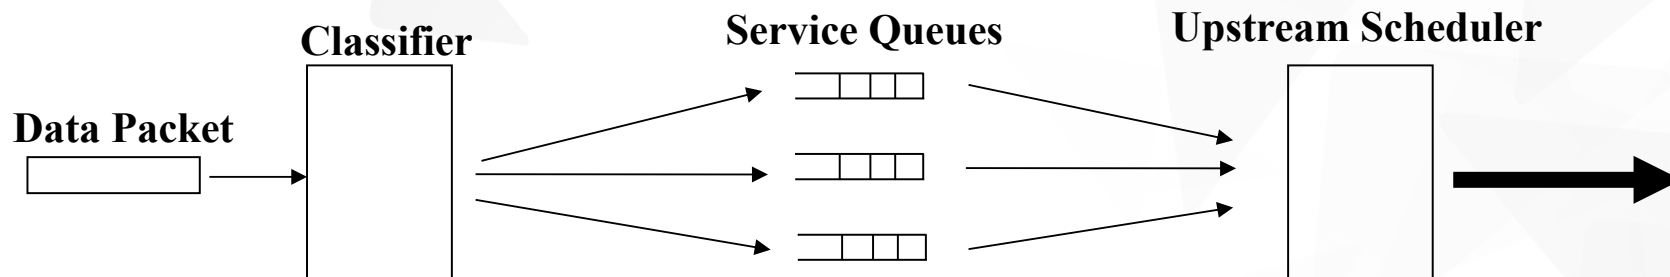 Data Packet
Classifier
Service Queues
Upstream Scheduler